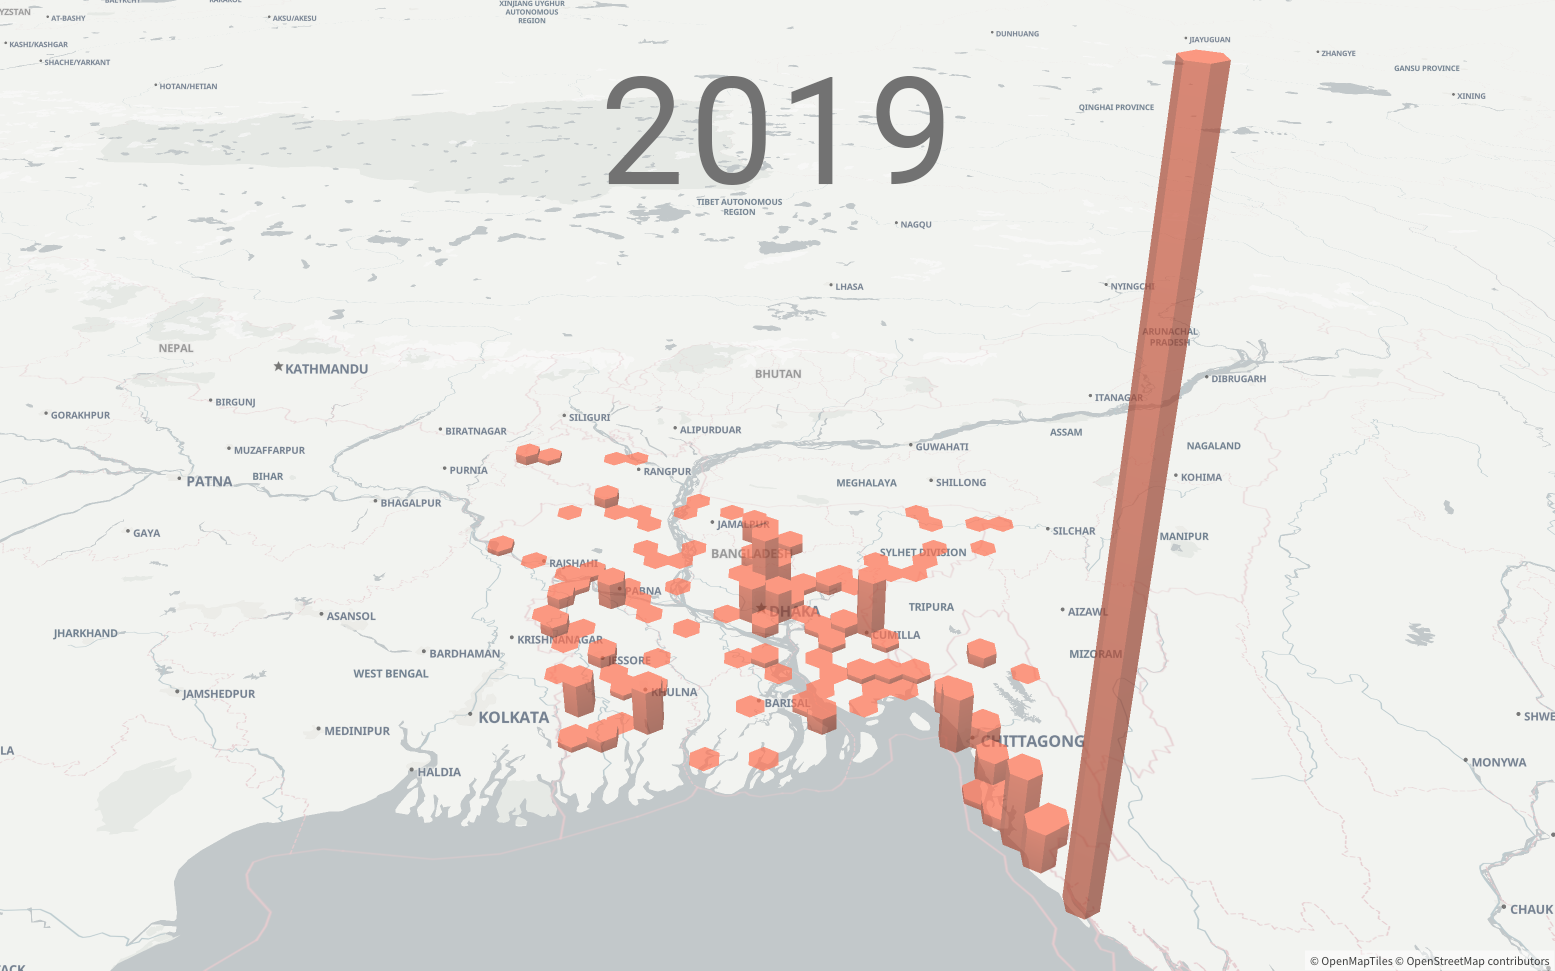 XINJIANG UYGHUR
AUTONOMOUS
REGION
YZSTAN
AT-BASHY
AKSU/AKESU
KASHI/KASHGAR
SHACHE/YARKANT
HOTAN/HETIAN
DUNHUANG
JIAYUGUAN
ZHANGYE
GANSU PROVINCE
XINING
QINGHAI PROVINCE
2019
TIBET AUTONOMOUS
REGION
NAGQU
LHASA
NYINGCHI
ARUNACHAL
PRADESH
NEPAL
KATHMANDU
BHUTAN
DIBRUGARH
ITANAGAR
BIRGUNJ
GORAKHPUR
SILIGURI
BIRATNAGAR
ALIPURDUAR
ASSAM
GUWAHATI
NAGALAND
MUZAFFARPUR
PURNIA
RANGPUR
PATNA
BIHAR
MEGHALAYA
SHILLONG
KOHIMA
BHAGALPUR
JAMALPUR
GAYA
SILCHAR
MANIPUR
BANGLADESH
SYLHET DIVISION
RAJSHAHI
PABNA
DHAKA
TRIPURA
AIZAWL
ASANSOL
JHARKHAND
KRISHNANAGAR
CUMILLA
BARDHAMAN
JESSORE
MIZORAM
WEST BENGAL
JAMSHEDPUR
KHULNA
BARISAL
KOLKATA
SHWE
MEDINIPUR
CHITTAGONG
LA
HALDIA
MONYWA
CHAUK
TACK
© OpenMapTiles © OpenStreetMap contributors